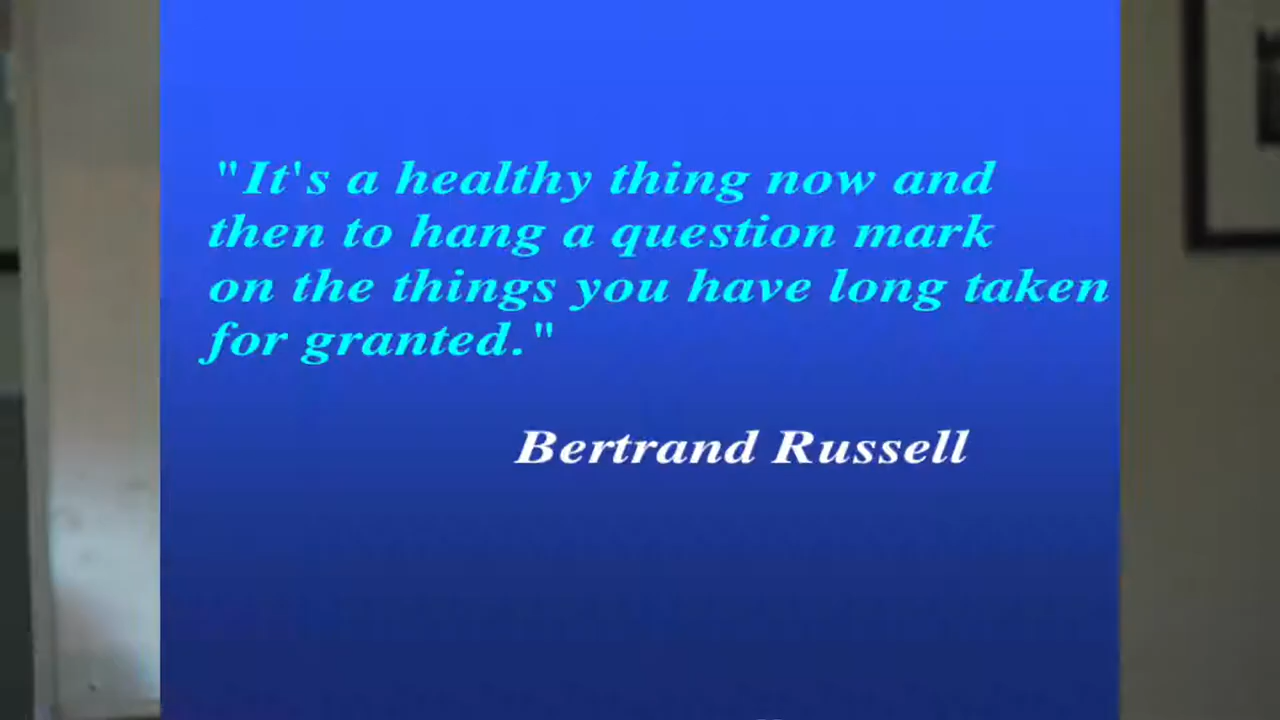 "It's a healthy thing now and
then to hang a question mark
on the things you have long taken
for granted."
Bertrand Russell